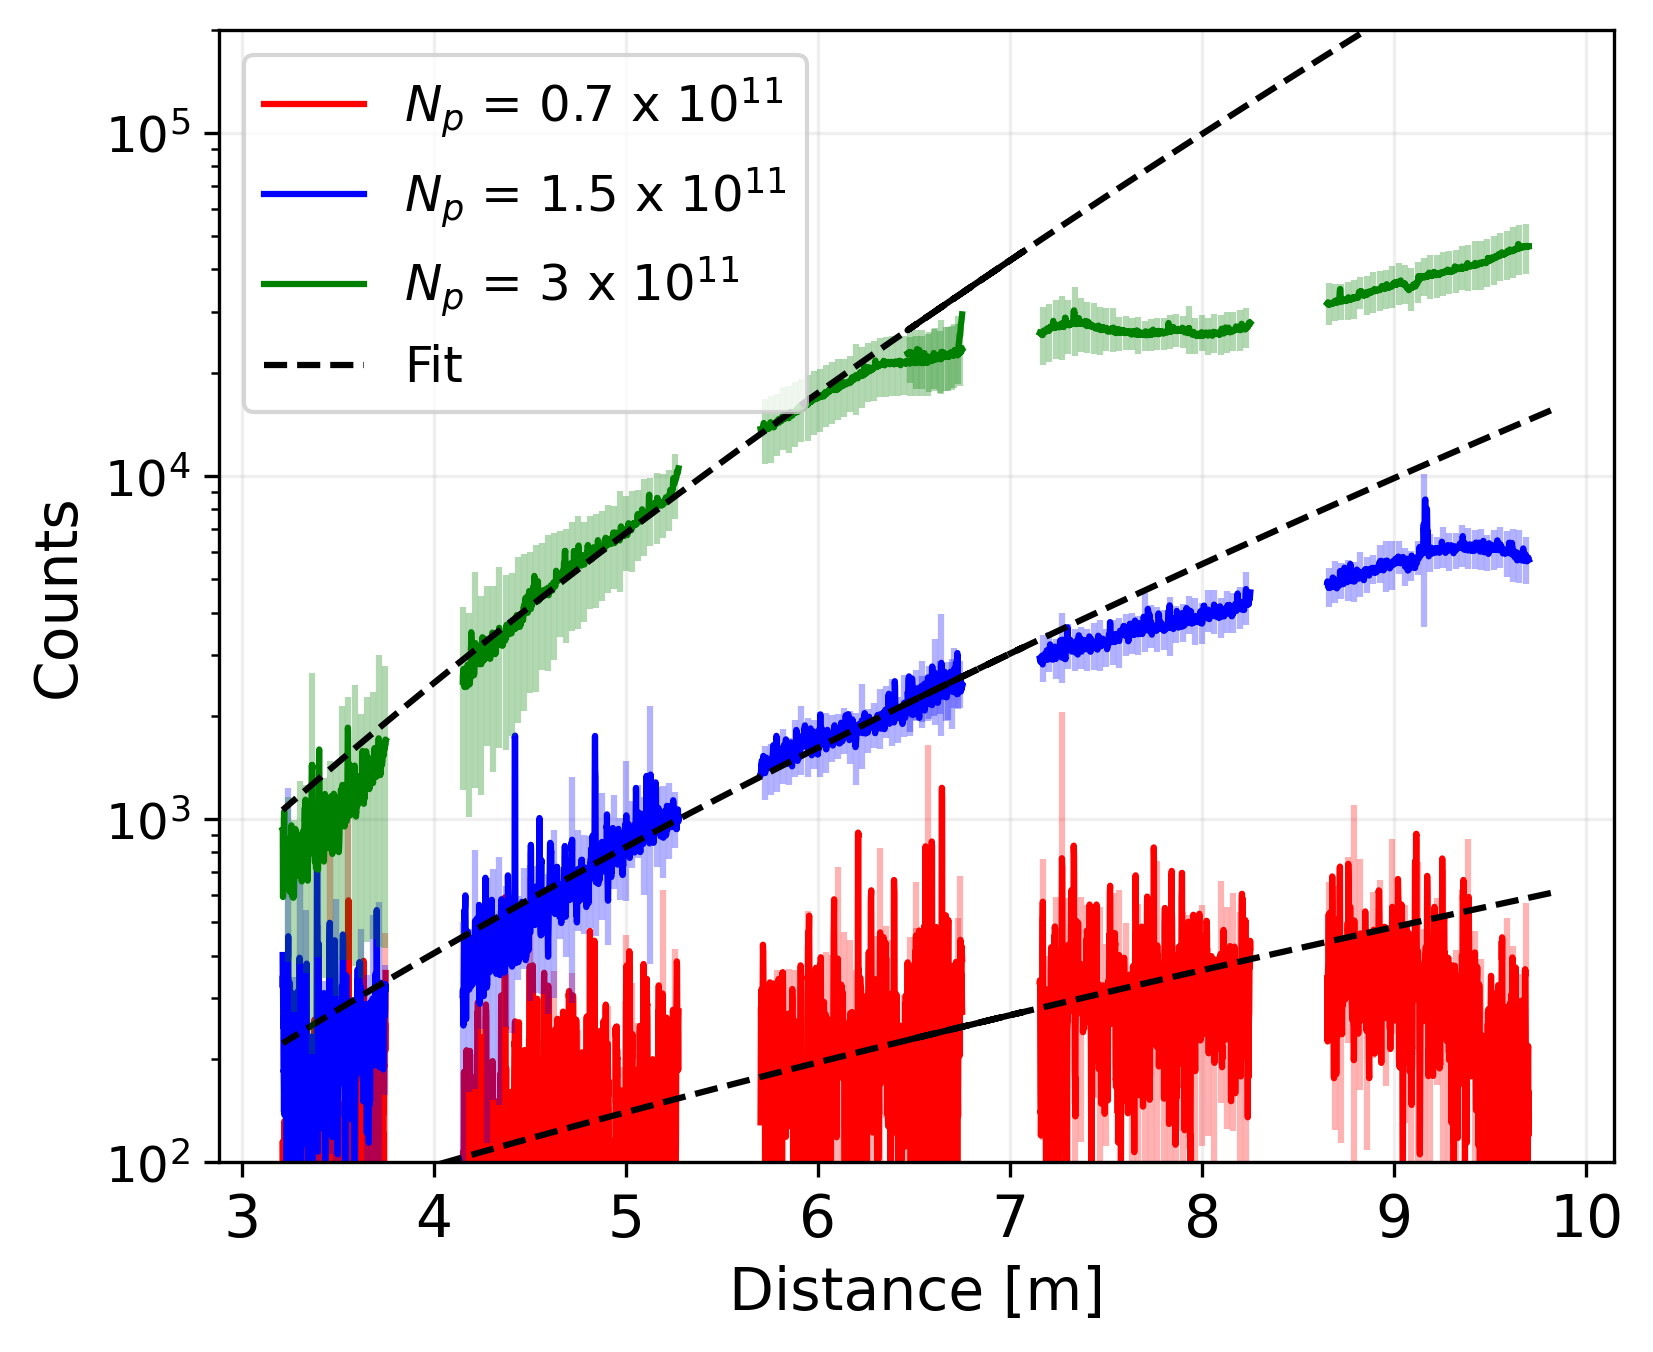 N_p = 0.7 x 10^11
N_p = 1.5 x 10^11
N_p = 3 x 10^11
Fit
Counts
10^5
10^4
10^3
10^2
3 4 5 6 7 8 9 10
Distance [m]